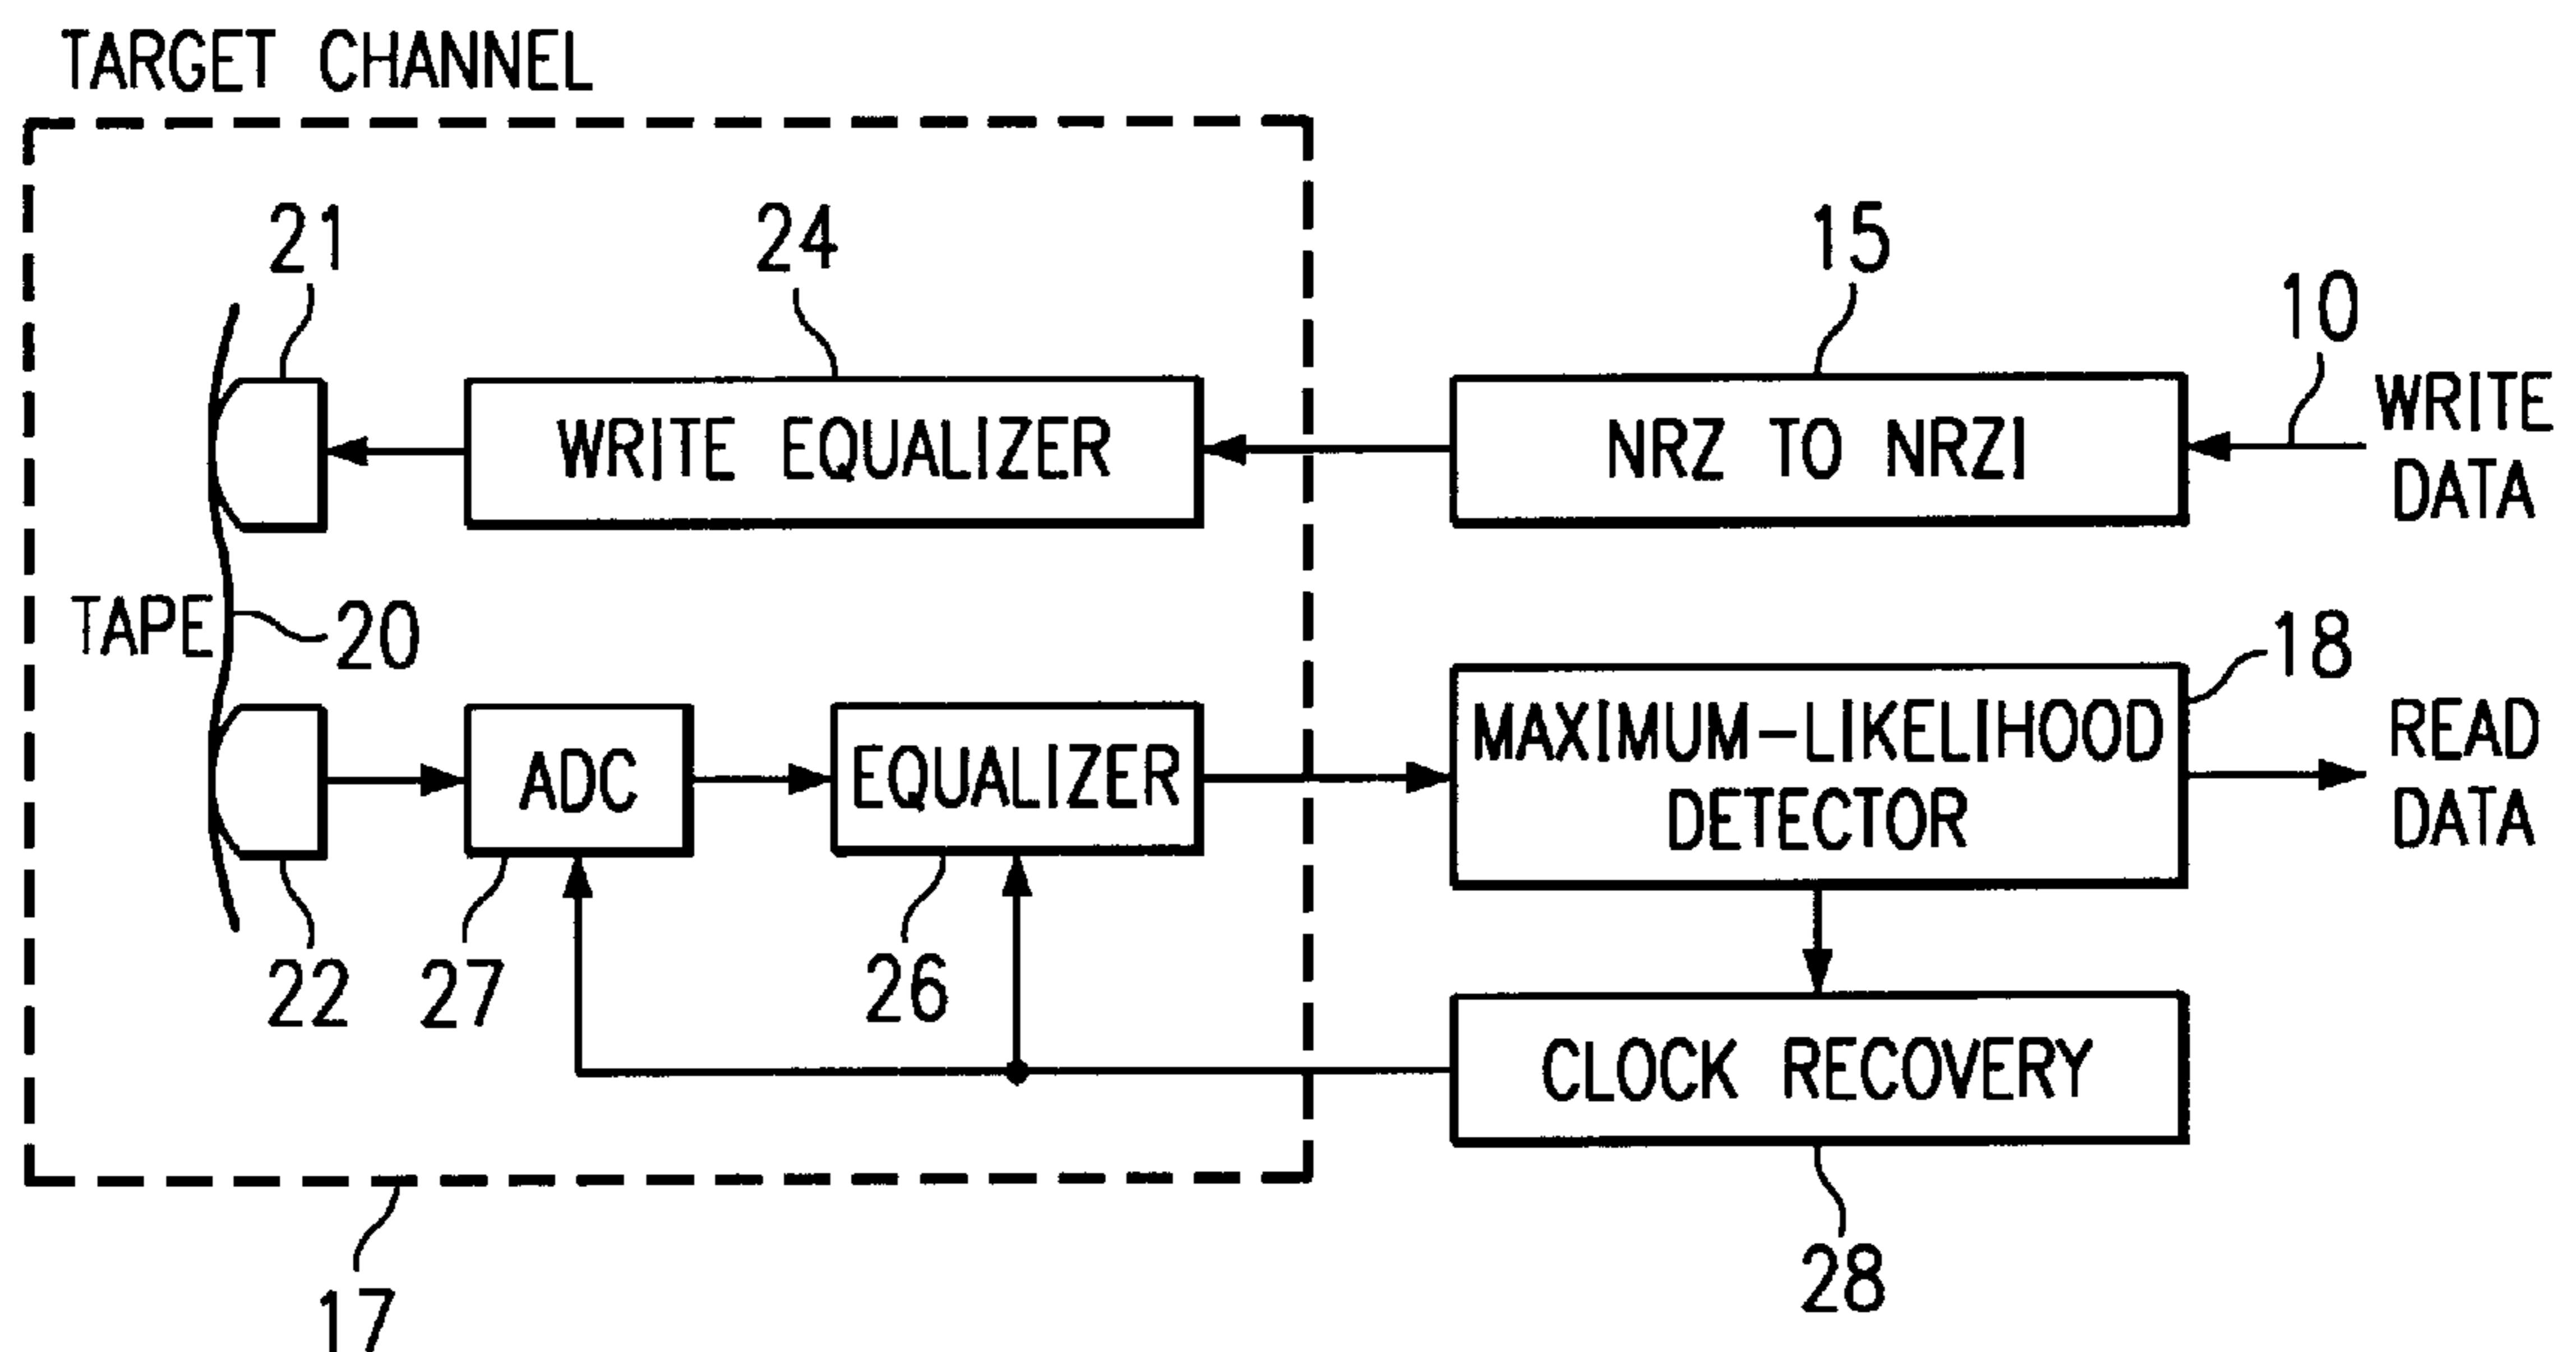 TARGET CHANNEL
21
24
15
10
WRITE
DATA
WRITE EQUALIZER
NRZ TO NRZI
TAPE
20
18
ADC
EQUALIZER
MAXIMUM-LIKELIHOOD
DETECTOR
READ
DATA
22
27
26
CLOCK RECOVERY
17
28